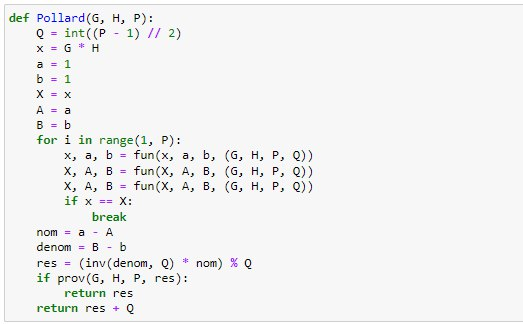 def Pollard(G, H, P):
    Q = int((P - 1) // 2)
    x = G * H
    a = 1
    b = 1
    X = x
    A = a
    B = b
    for i in range(1, P):
        x, a, b = fun(x, a, b, (G, H, P, Q))
        X, A, B = fun(X, A, B, (G, H, P, Q))
        X, A, B = fun(X, A, B, (G, H, P, Q))
        if x == X:
            break
    nom = a - A
    denom = B - b
    res = (inv(denom, Q) * nom) % Q
    if prov(G, H, P, res):
        return res
    return res + Q